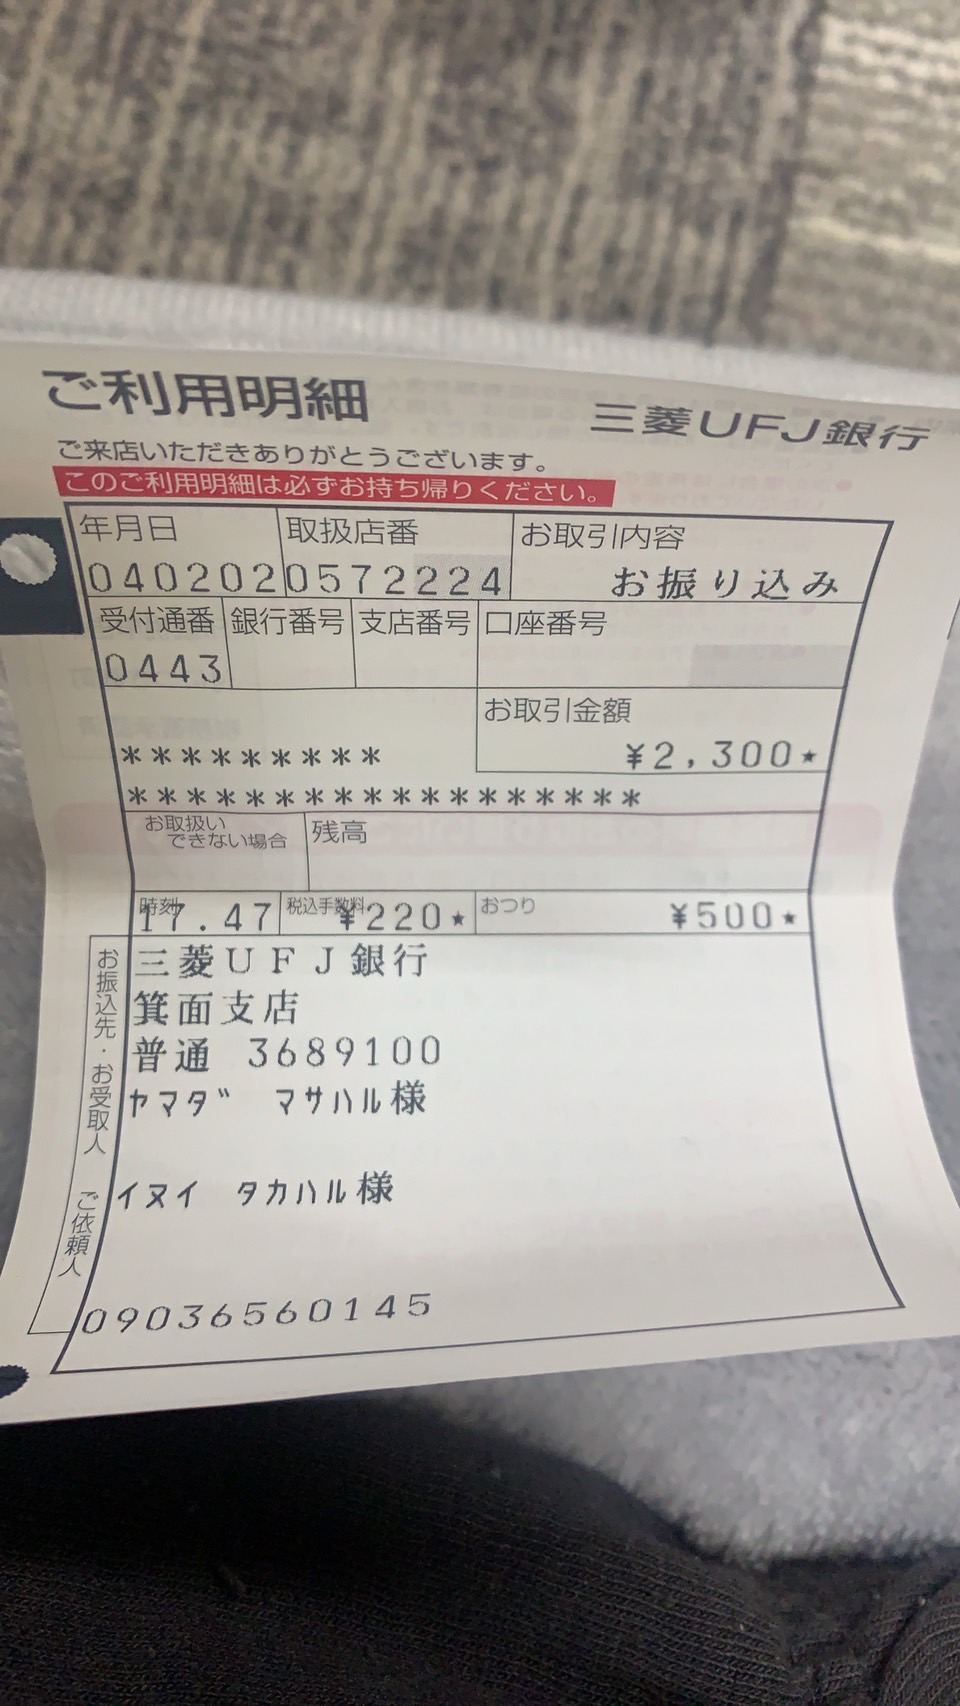 ご利用明細
三菱UFJ銀行
ご来店いただきありがとうございます。
このご利用明細は必ずお持ち帰りください。
年月日 取扱店番 お取引内容
040202 0572224 お振り込み
受付通番 銀行番号 支店番号 口座番号
0443
お取引金額
¥2,300★
*********
******************
お取扱いできない場合 残高
時刻 税込手数料 おつり
17.47 ¥220★ ¥500★
お振込先・お受取人
三菱UFJ銀行
箕面支店
普通 3689100
ヤマダ゛ マサハル様
ご依頼人
イヌイ タカハル様
09036560145